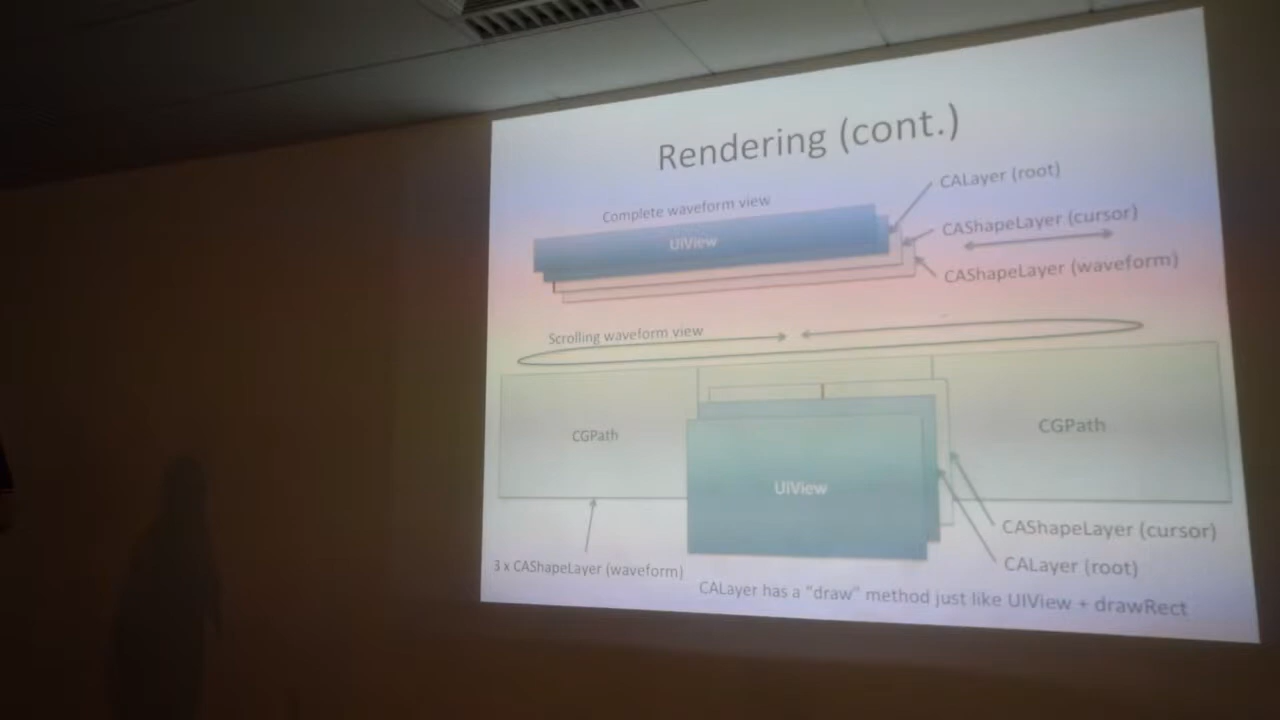 Rendering (cont.)
CALayer (root)
Complete waveform view
CAShapeLayer (cursor)
UIView
CAShapeLayer (waveform)
Scrolling waveform view
CGPath
CGPath
UIView
CAShapeLayer (cursor)
CALayer (root)
3 x CAShapeLayer (waveform)
CALayer has a "draw" method just like UIView + drawRect